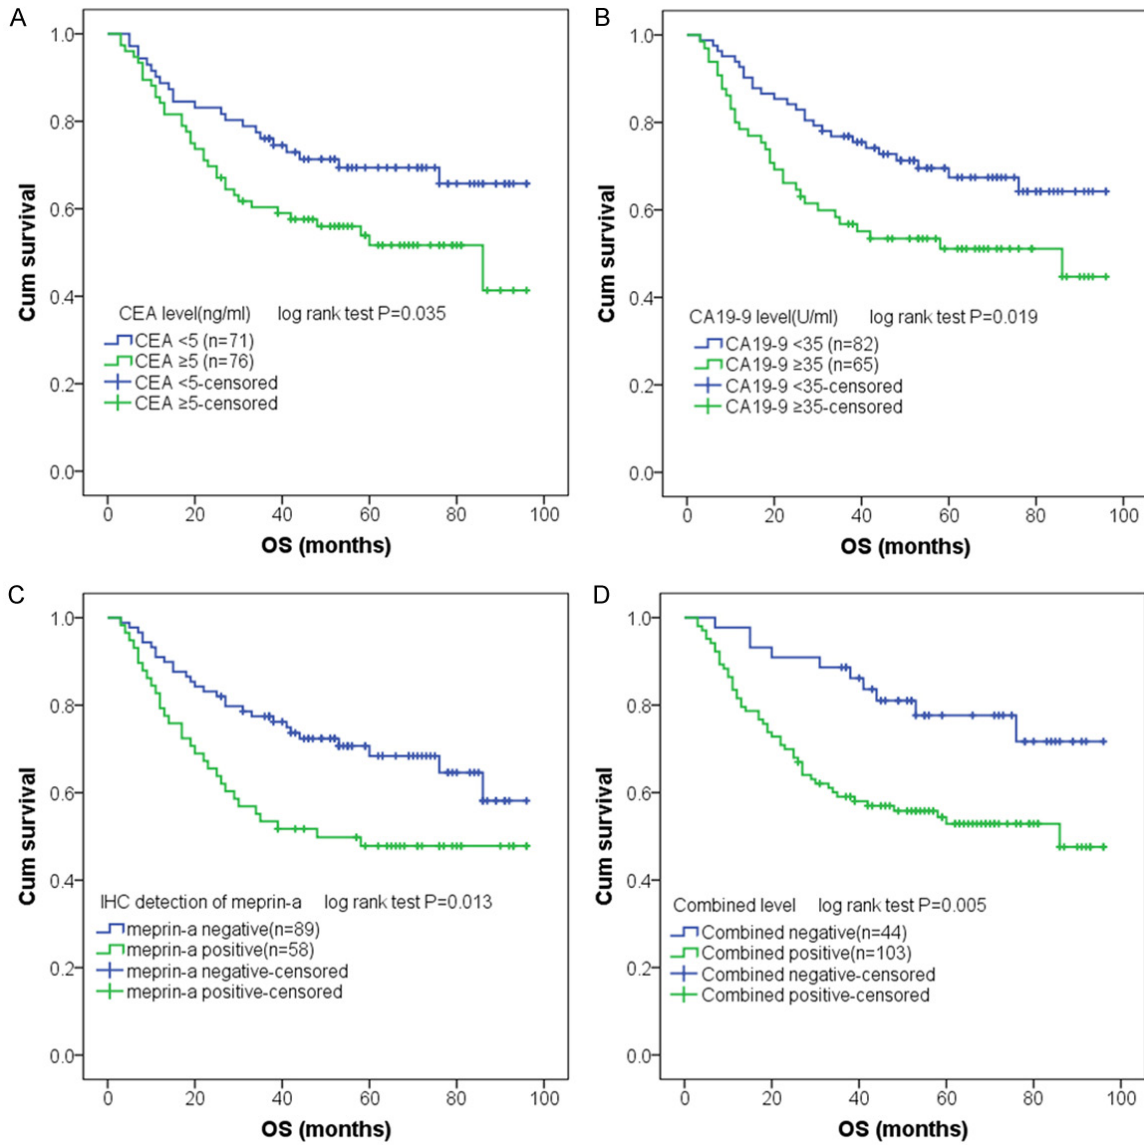 A
1.0
0.8
0.6
0.4
0.2
0.0
Cum survival
CEA level(ng/ml) log rank test P=0.035
CEA <5 (n=71)
CEA ≥5 (n=76)
CEA <5-censored
CEA ≥5-censored
0 20 40 60 80 100
OS (months)
B
1.0
0.8
0.6
0.4
0.2
0.0
Cum survival
CA19-9 level(U/ml) log rank test P=0.019
CA19-9 <35 (n=82)
CA19-9 ≥35 (n=65)
CA19-9 <35-censored
CA19-9 ≥35-censored
0 20 40 60 80 100
OS (months)
C
1.0
0.8
0.6
0.4
0.2
0.0
Cum survival
IHC detection of meprin-a log rank test P=0.013
meprin-a negative(n=89)
meprin-a positive(n=58)
meprin-a negative-censored
meprin-a positive-censored
0 20 40 60 80 100
OS (months)
D
1.0
0.8
0.6
0.4
0.2
0.0
Cum survival
Combined level log rank test P=0.005
Combined negative(n=44)
Combined positive(n=103)
Combined negative-censored
Combined positive-censored
0 20 40 60 80 100
OS (months)